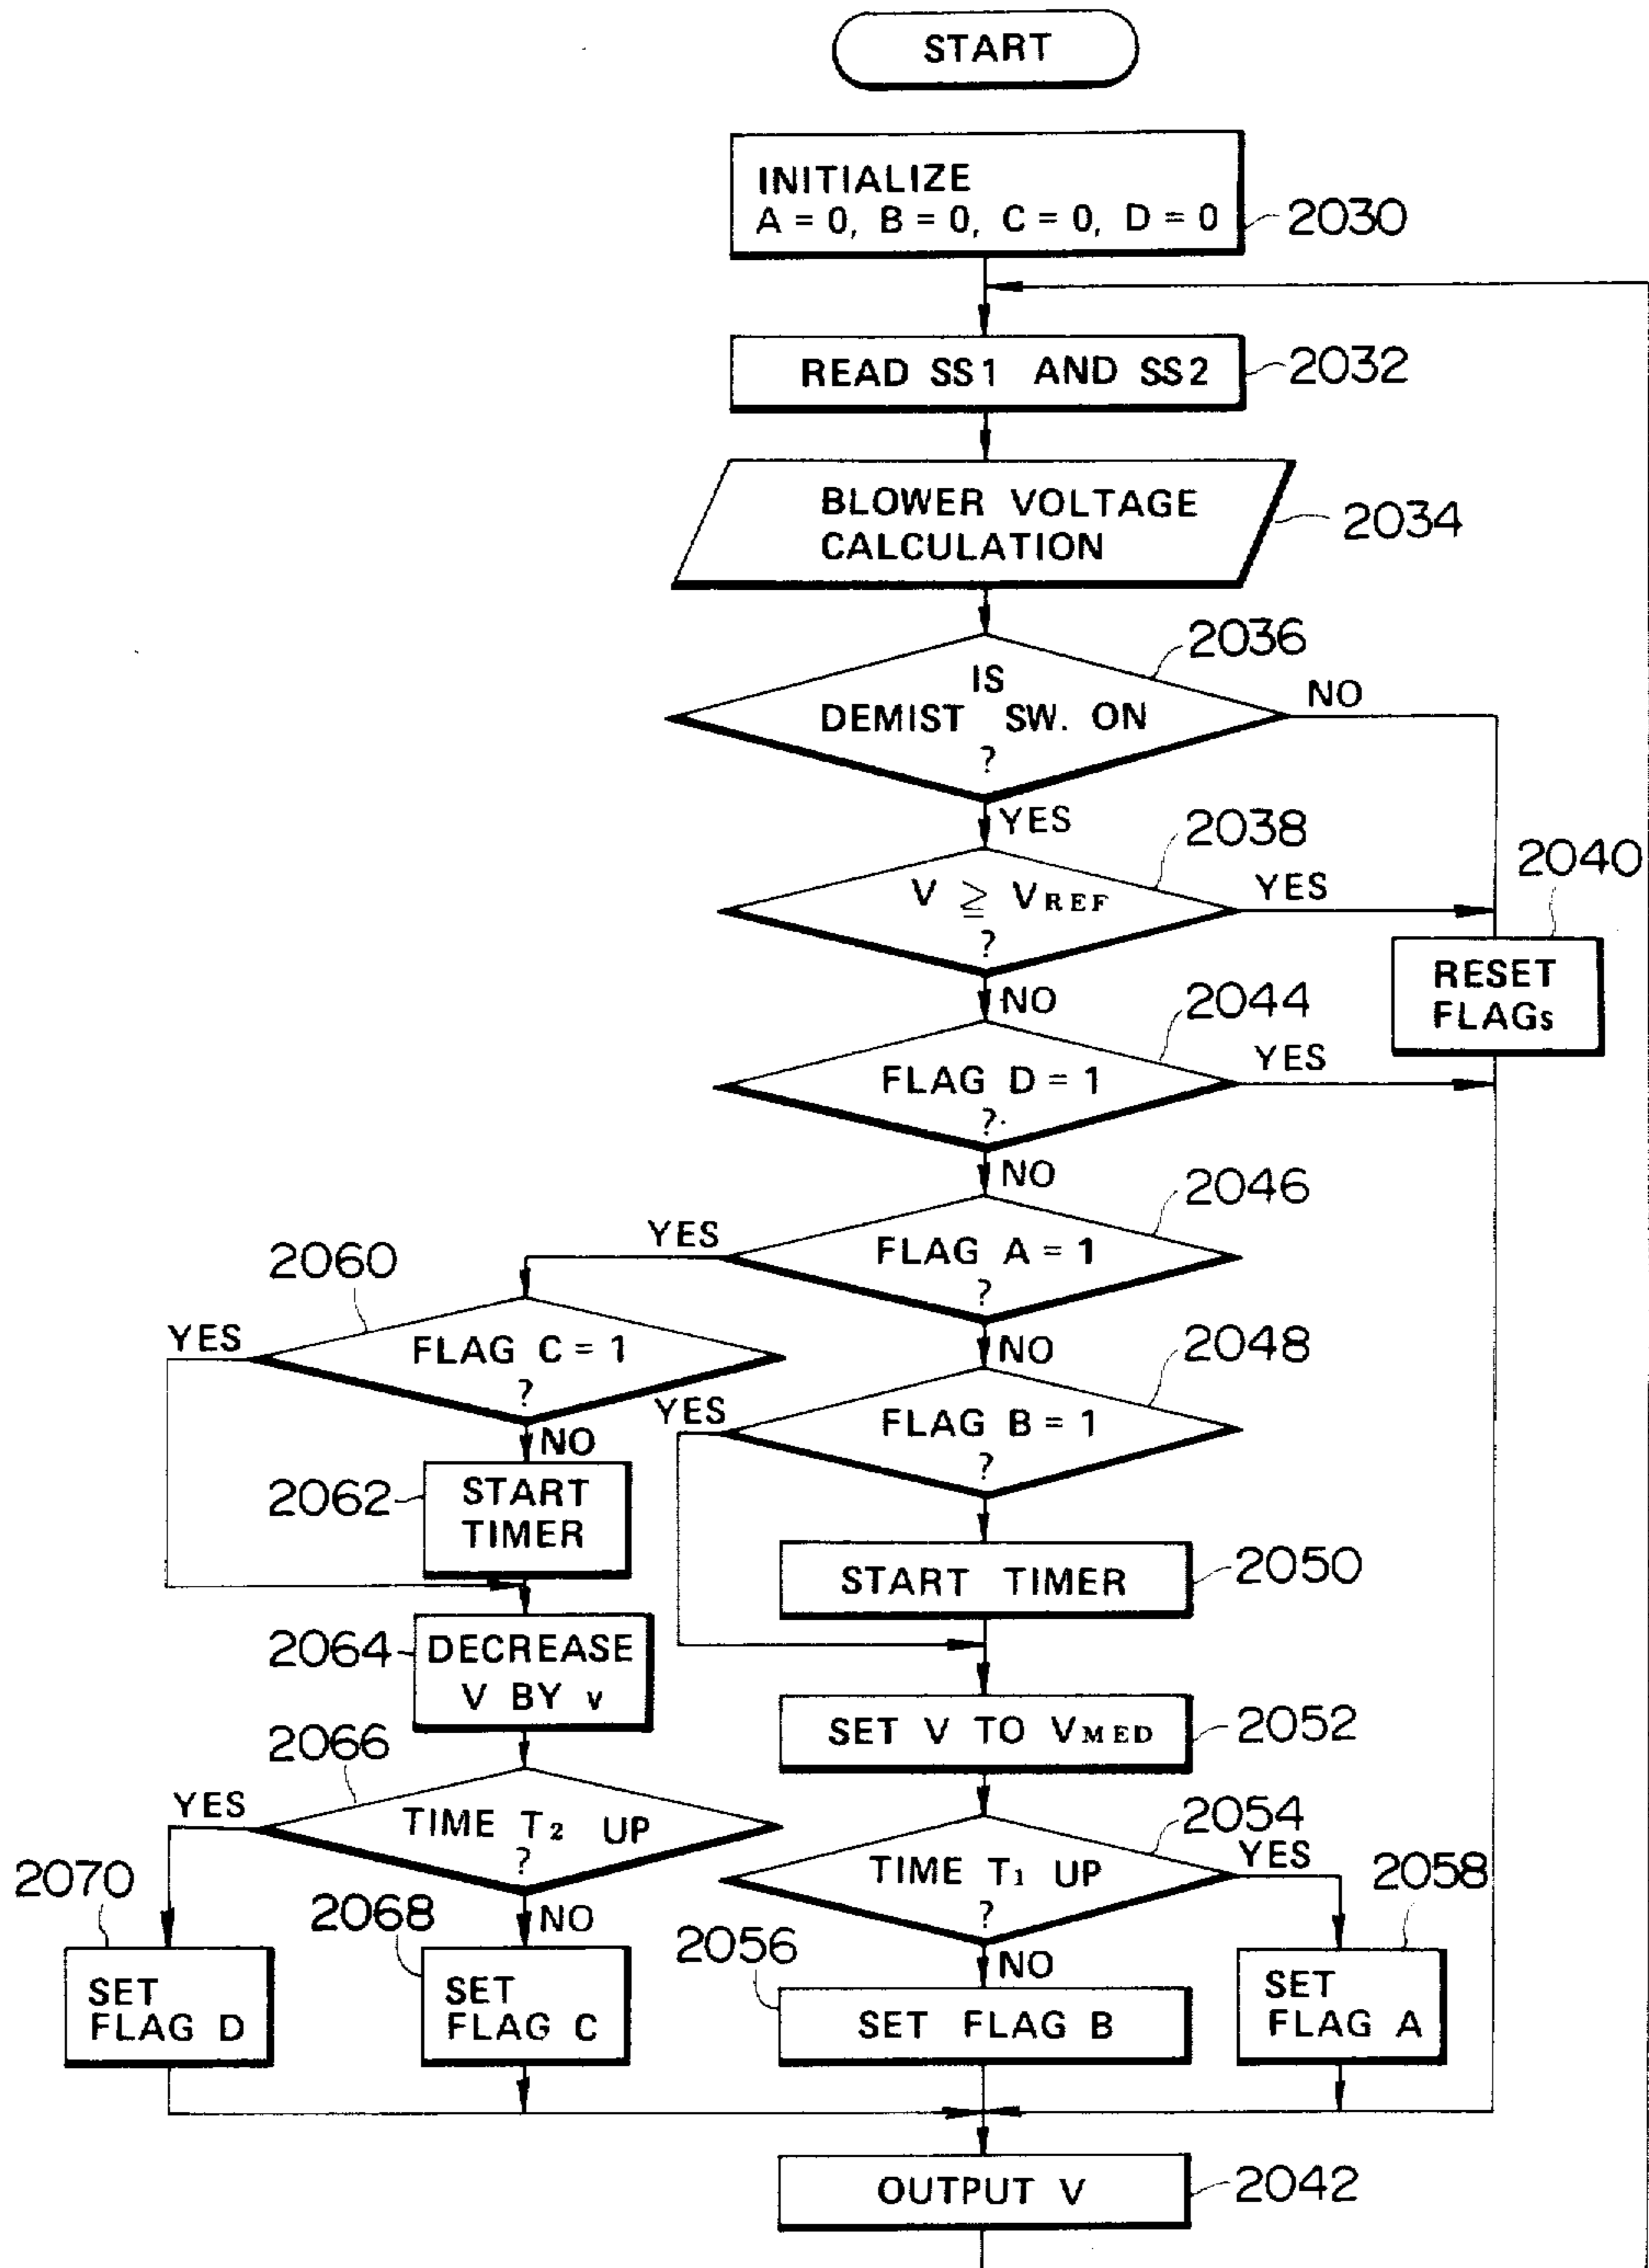 START
INITIALIZE
A = 0, B = 0, C = 0, D = 0
2030
READ SS1 AND SS2
2032
BLOWER VOLTAGE
CALCULATION
2034
2036
IS
DEMIST SW. ON
?
NO
YES
2038
V ≧ VREF
?
YES
2040
RESET
FLAGs
NO
2044
FLAG D = 1
?
YES
NO
2046
YES
FLAG A = 1
?
2060
YES
FLAG C = 1
?
NO
2048
YES
FLAG B = 1
?
NO
2062
START
TIMER
START TIMER
2050
2064
DECREASE
V BY v
SET V TO VMED
2052
2066
YES
TIME T2 UP
?
2054
TIME T1 UP
?
YES
2070
2068
NO
2058
2056
NO
SET
FLAG D
SET
FLAG C
SET FLAG B
SET
FLAG A
OUTPUT V
2042